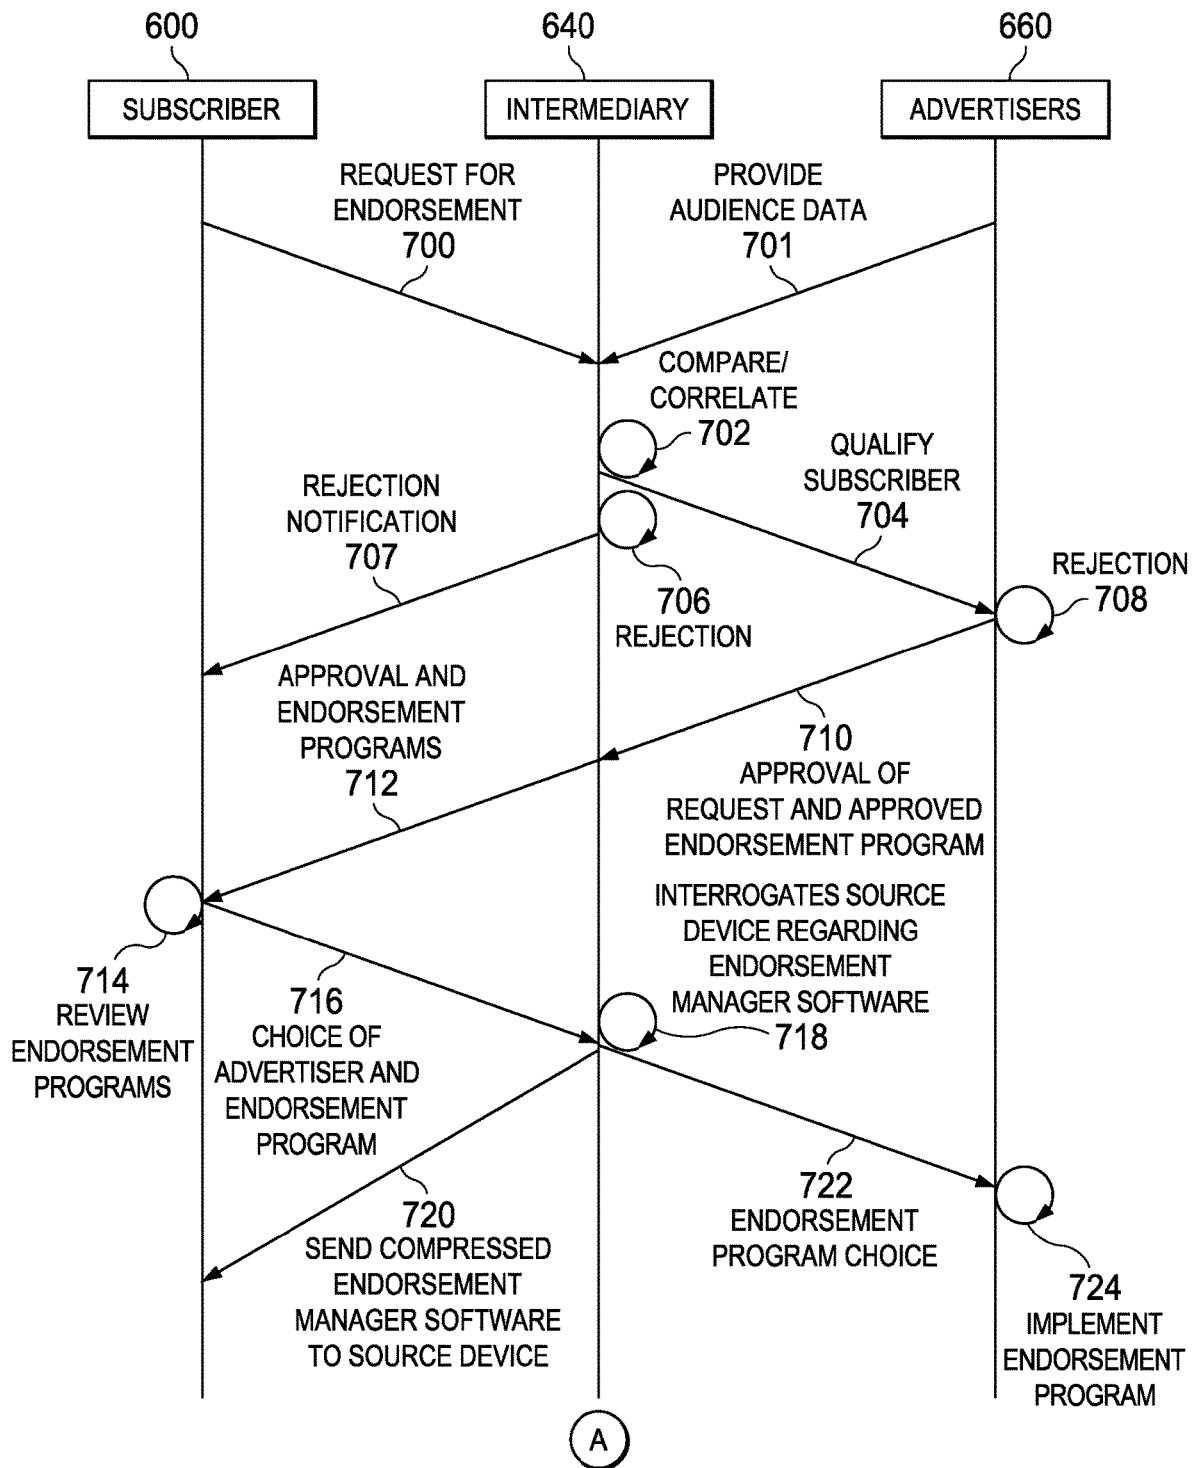 600
640
660
SUBSCRIBER
INTERMEDIARY
ADVERTISERS
REQUEST FOR
ENDORSEMENT
700
PROVIDE
AUDIENCE DATA
701
COMPARE/
CORRELATE
702
QUALIFY
SUBSCRIBER
704
REJECTION
NOTIFICATION
707
706
REJECTION
REJECTION
708
APPROVAL AND
ENDORSEMENT
PROGRAMS
712
710
APPROVAL OF
REQUEST AND APPROVED
ENDORSEMENT PROGRAM
714
REVIEW
ENDORSEMENT
PROGRAMS
716
CHOICE OF
ADVERTISER AND
ENDORSEMENT
PROGRAM
INTERROGATES SOURCE
DEVICE REGARDING
ENDORSEMENT
MANAGER SOFTWARE
718
720
SEND COMPRESSED
ENDORSEMENT
MANAGER SOFTWARE
TO SOURCE DEVICE
722
ENDORSEMENT
PROGRAM CHOICE
724
IMPLEMENT
ENDORSEMENT
PROGRAM
A